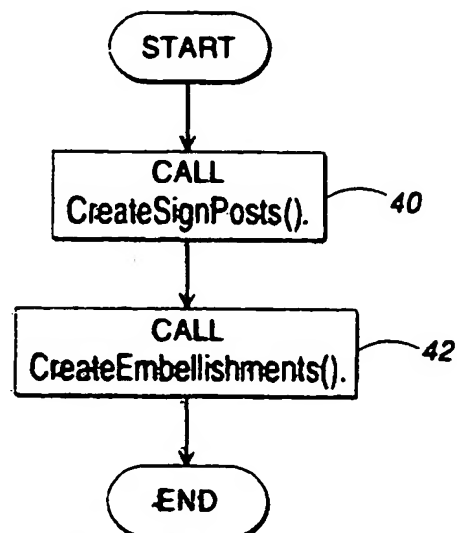 START
CALL
CreateSignPosts().
40
CALL
CreateEmbellishments().
42
END